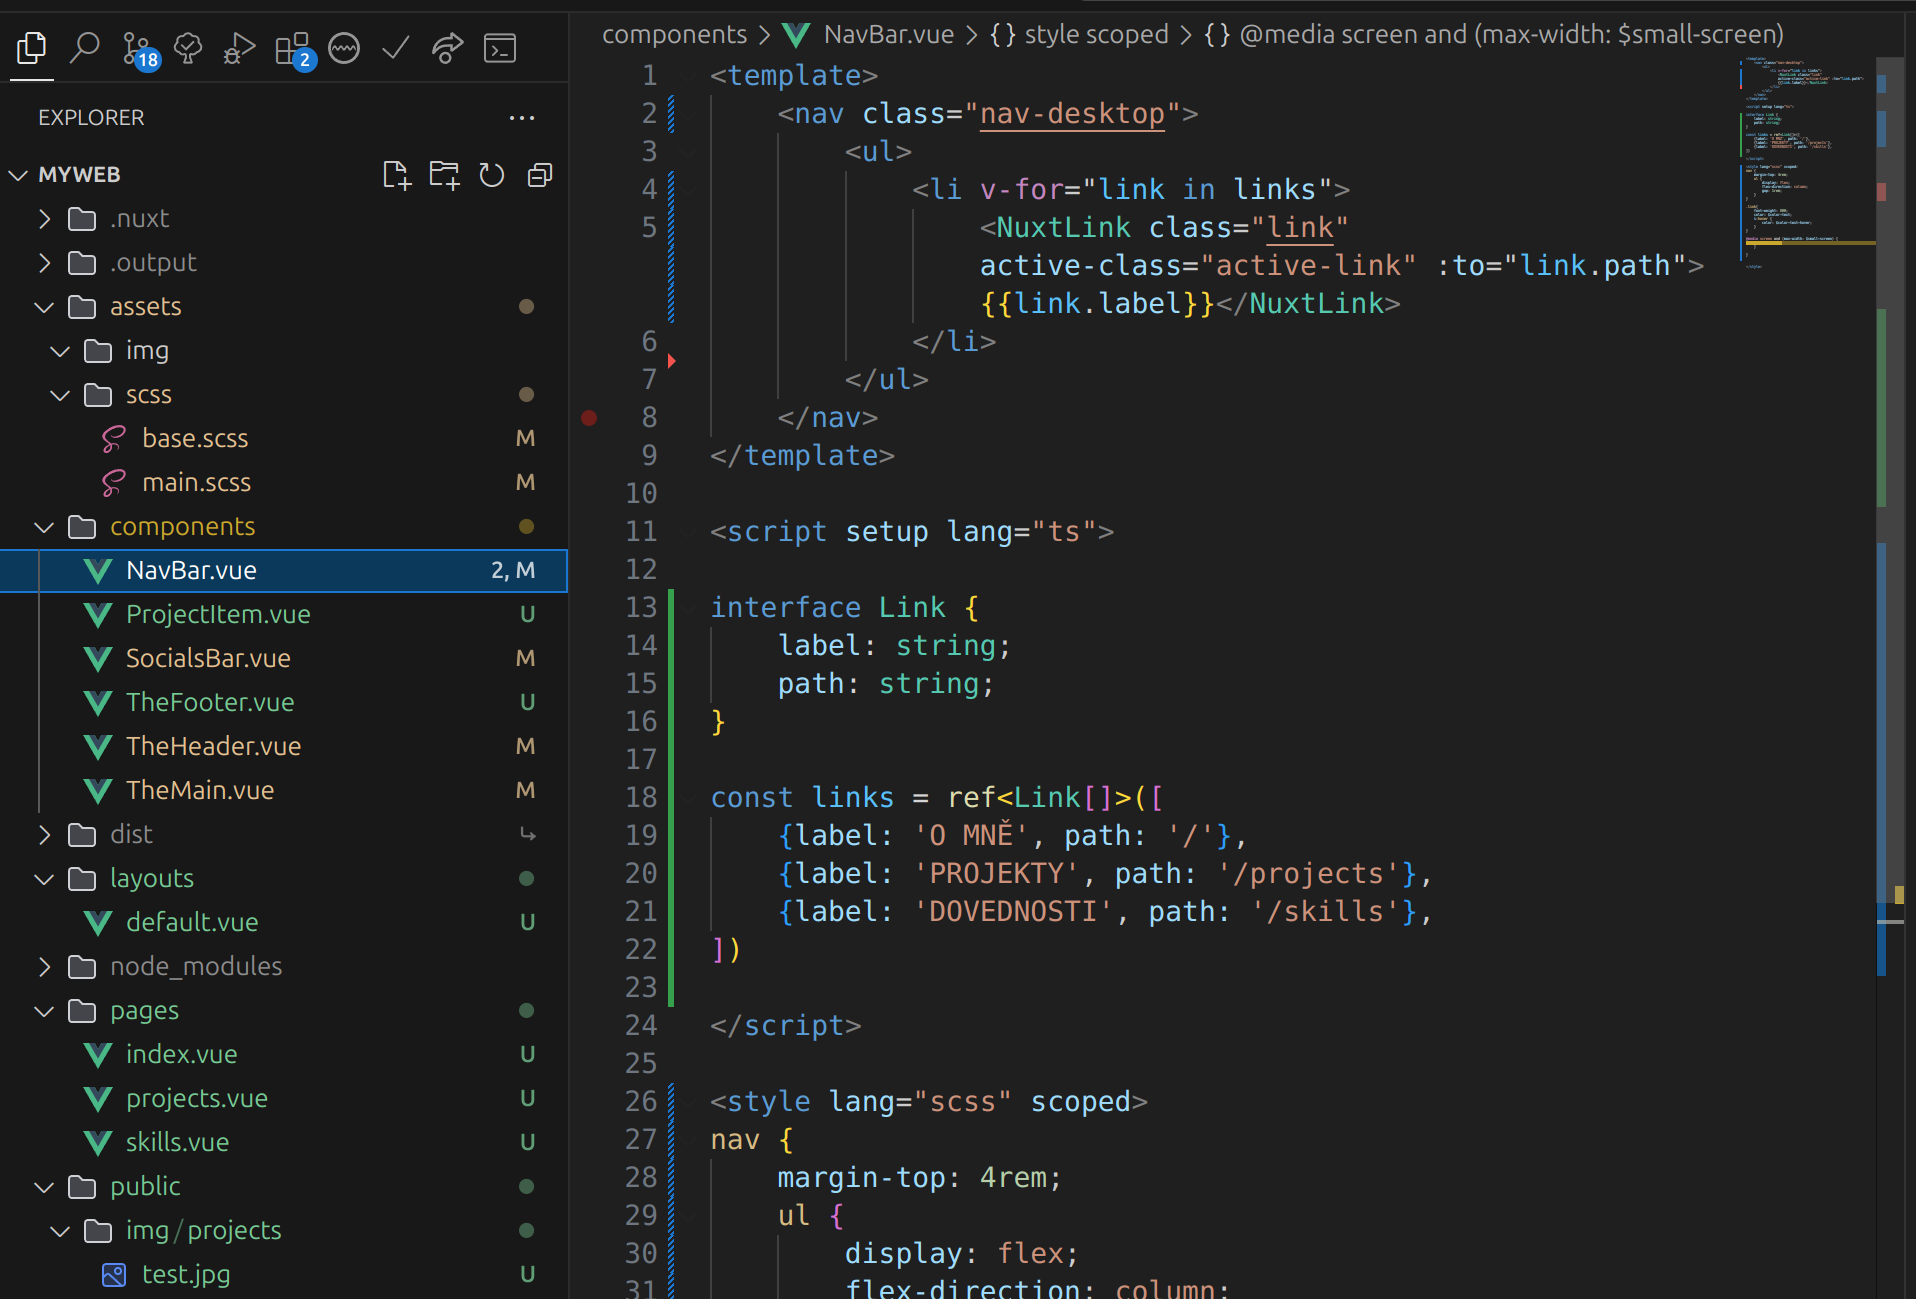 18
2
EXPLORER
MYWEB
.nuxt
.output
assets
img
scss
base.scss M
main.scss M
components
NavBar.vue 2, M
ProjectItem.vue U
SocialsBar.vue M
TheFooter.vue U
TheHeader.vue M
TheMain.vue M
dist
layouts
default.vue U
node_modules
pages
index.vue U
projects.vue U
skills.vue U
public
img/projects
test.jpg U
components > NavBar.vue > {} style scoped > {} @media screen and (max-width: $small-screen)
1 <template>
2 <nav class="nav-desktop">
3 <ul>
4 <li v-for="link in links">
5 <NuxtLink class="link"
active-class="active-link" :to="link.path">
{{link.label}}</NuxtLink>
6 </li>
7 </ul>
8 </nav>
9 </template>
10
11 <script setup lang="ts">
12
13 interface Link {
14 label: string;
15 path: string;
16 }
17
18 const links = ref<Link[]>([
19 {label: 'O MNĚ', path: '/'},
20 {label: 'PROJEKTY', path: '/projects'},
21 {label: 'DOVEDNOSTI', path: '/skills'},
22 ])
23
24 </script>
25
26 <style lang="scss" scoped>
27 nav {
28 margin-top: 4rem;
29 ul {
30 display: flex;
31 flex-direction: column;